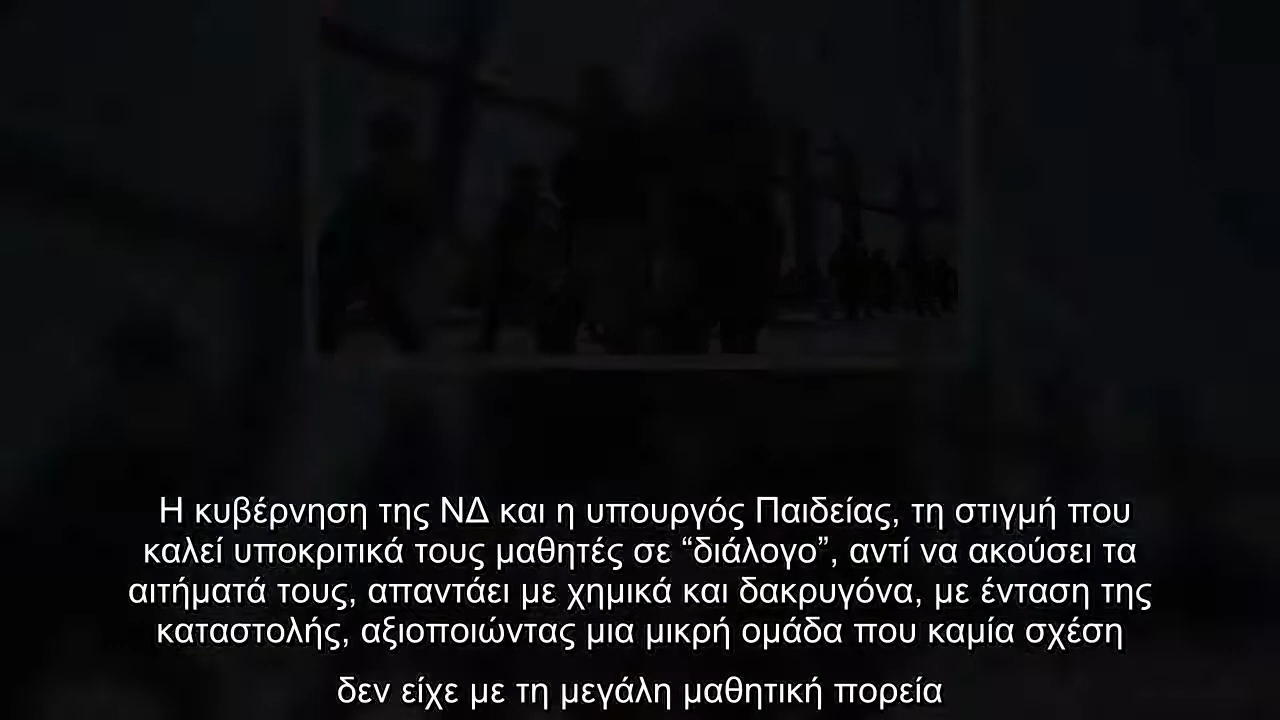 Η κυβέρνηση της ΝΔ και η υπουργός Παιδείας, τη στιγμή που
καλεί υποκριτικά τους μαθητές σε “διάλογο”, αντί να ακούσει τα
αιτήματά τους, απαντάει με χημικά και δακρυγόνα, με ένταση της
καταστολής, αξιοποιώντας μια μικρή ομάδα που καμία σχέση
δεν είχε με τη μεγάλη μαθητική πορεία